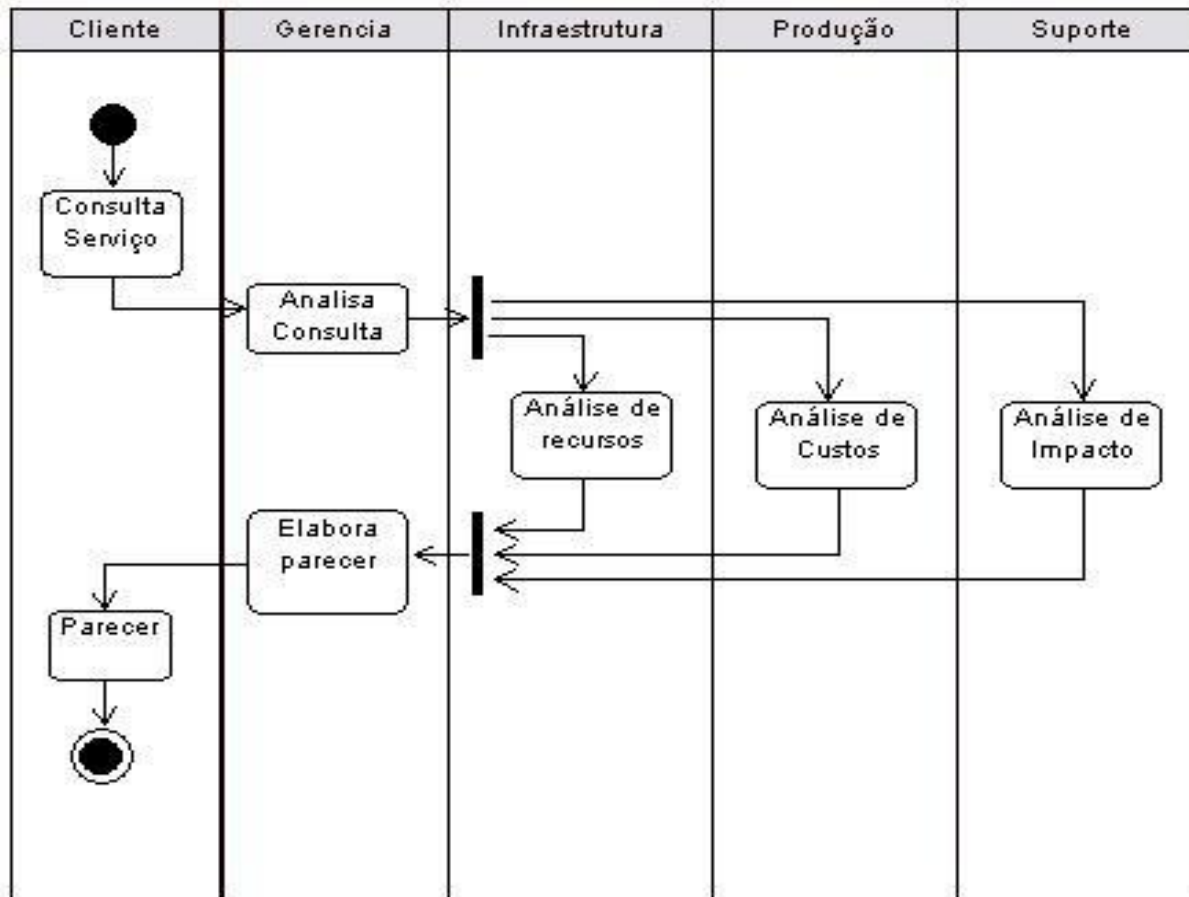 Cliente
Gerencia
Infraestrutura
Produção
Suporte
Consulta
Serviço
Analisa
Consulta
Análise de
recursos
Análise de
Custos
Análise de
Impacto
Elabora
parecer
Parecer